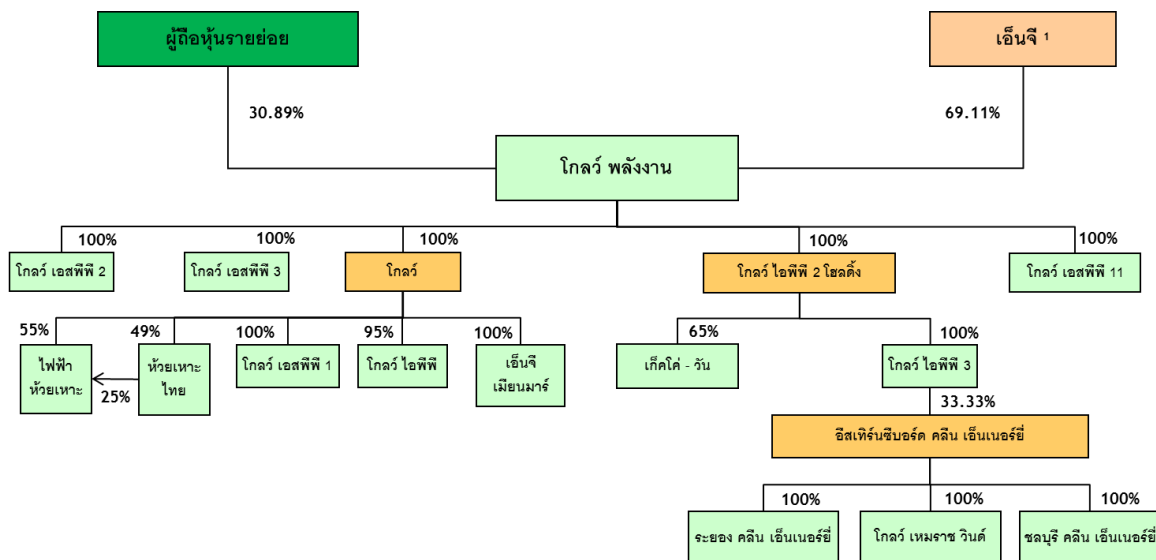 ผู้ถือหุ้นรายย่อย
เอ็นจี ¹
30.89%
69.11%
โกลว์ พลังงาน
100%
100%
100%
100%
100%
โกลว์ เอสพีพี 2
โกลว์ เอสพีพี 3
โกลว์
โกลว์ ไอพีพี 2 โฮลดิ้ง
โกลว์ เอสพีพี 11
55%
49%
100%
95%
100%
65%
100%
ไฟฟ้า
ห้วยเหาะ
25%
ห้วยเหาะ
ไทย
โกลว์ เอสพีพี 1
โกลว์ ไอพีพี
เอ็นจี
เมียนมาร์
เก็คโค่ - วัน
โกลว์ ไอพีพี 3
33.33%
อีสเทิร์นซีบอร์ด คลีน เอ็นเนอร์ยี่
100%
100%
100%
ระยอง คลีน เอ็นเนอร์ยี่
โกลว์ เหมราช วินด์
ชลบุรี คลีน เอ็นเนอร์ยี่